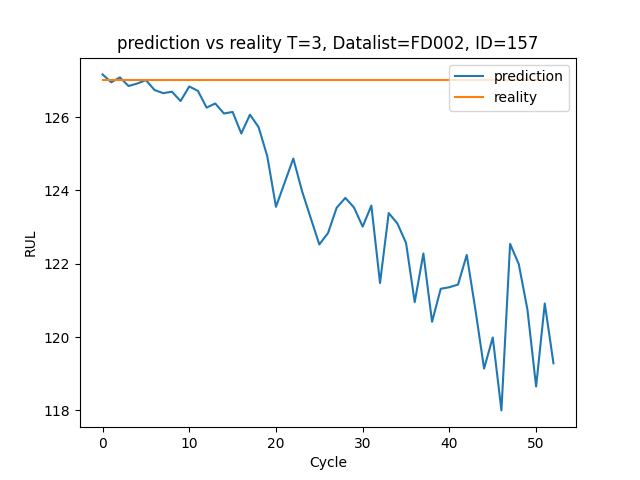 prediction vs reality T=3, Datalist=FD002, ID=157
prediction
reality
126
124
122
120
118
RUL
0 10 20 30 40 50
Cycle